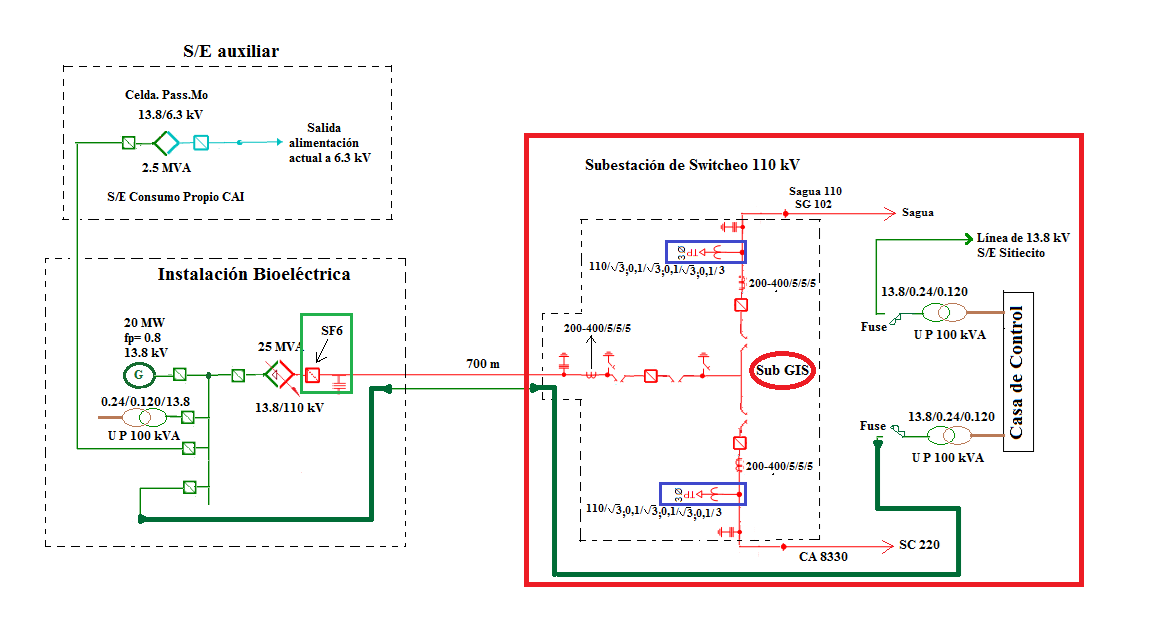 S/E auxiliar
Celda. Pass.Mo
13.8/6.3 kV
Salida
alimentación
actual a 6.3 kV
2.5 MVA
S/E Consumo Propio CAI
Instalación Bioeléctrica
20 MW
fp= 0.8
13.8 kV
G
25 MVA
SF6
13.8/110 kV
0.24/0.120/13.8
U P 100 kVA
700 m
Subestación de Switcheo 110 kV
Sagua 110
SG 102
Sagua
3Ø
TP
110/√3;0,1/√3;0,1/√3;0,1/3
200-400/5/5/5
200-400/5/5/5
Sub GIS
200-400/5/5/5
3Ø
TP
110/√3;0,1/√3;0,1/√3;0,1/3
CA 8330
SC 220
Línea de 13.8 kV
S/E Sitiecito
13.8/0.24/0.120
Fuse
U P 100 kVA
Casa de Control
13.8/0.24/0.120
Fuse
U P 100 kVA